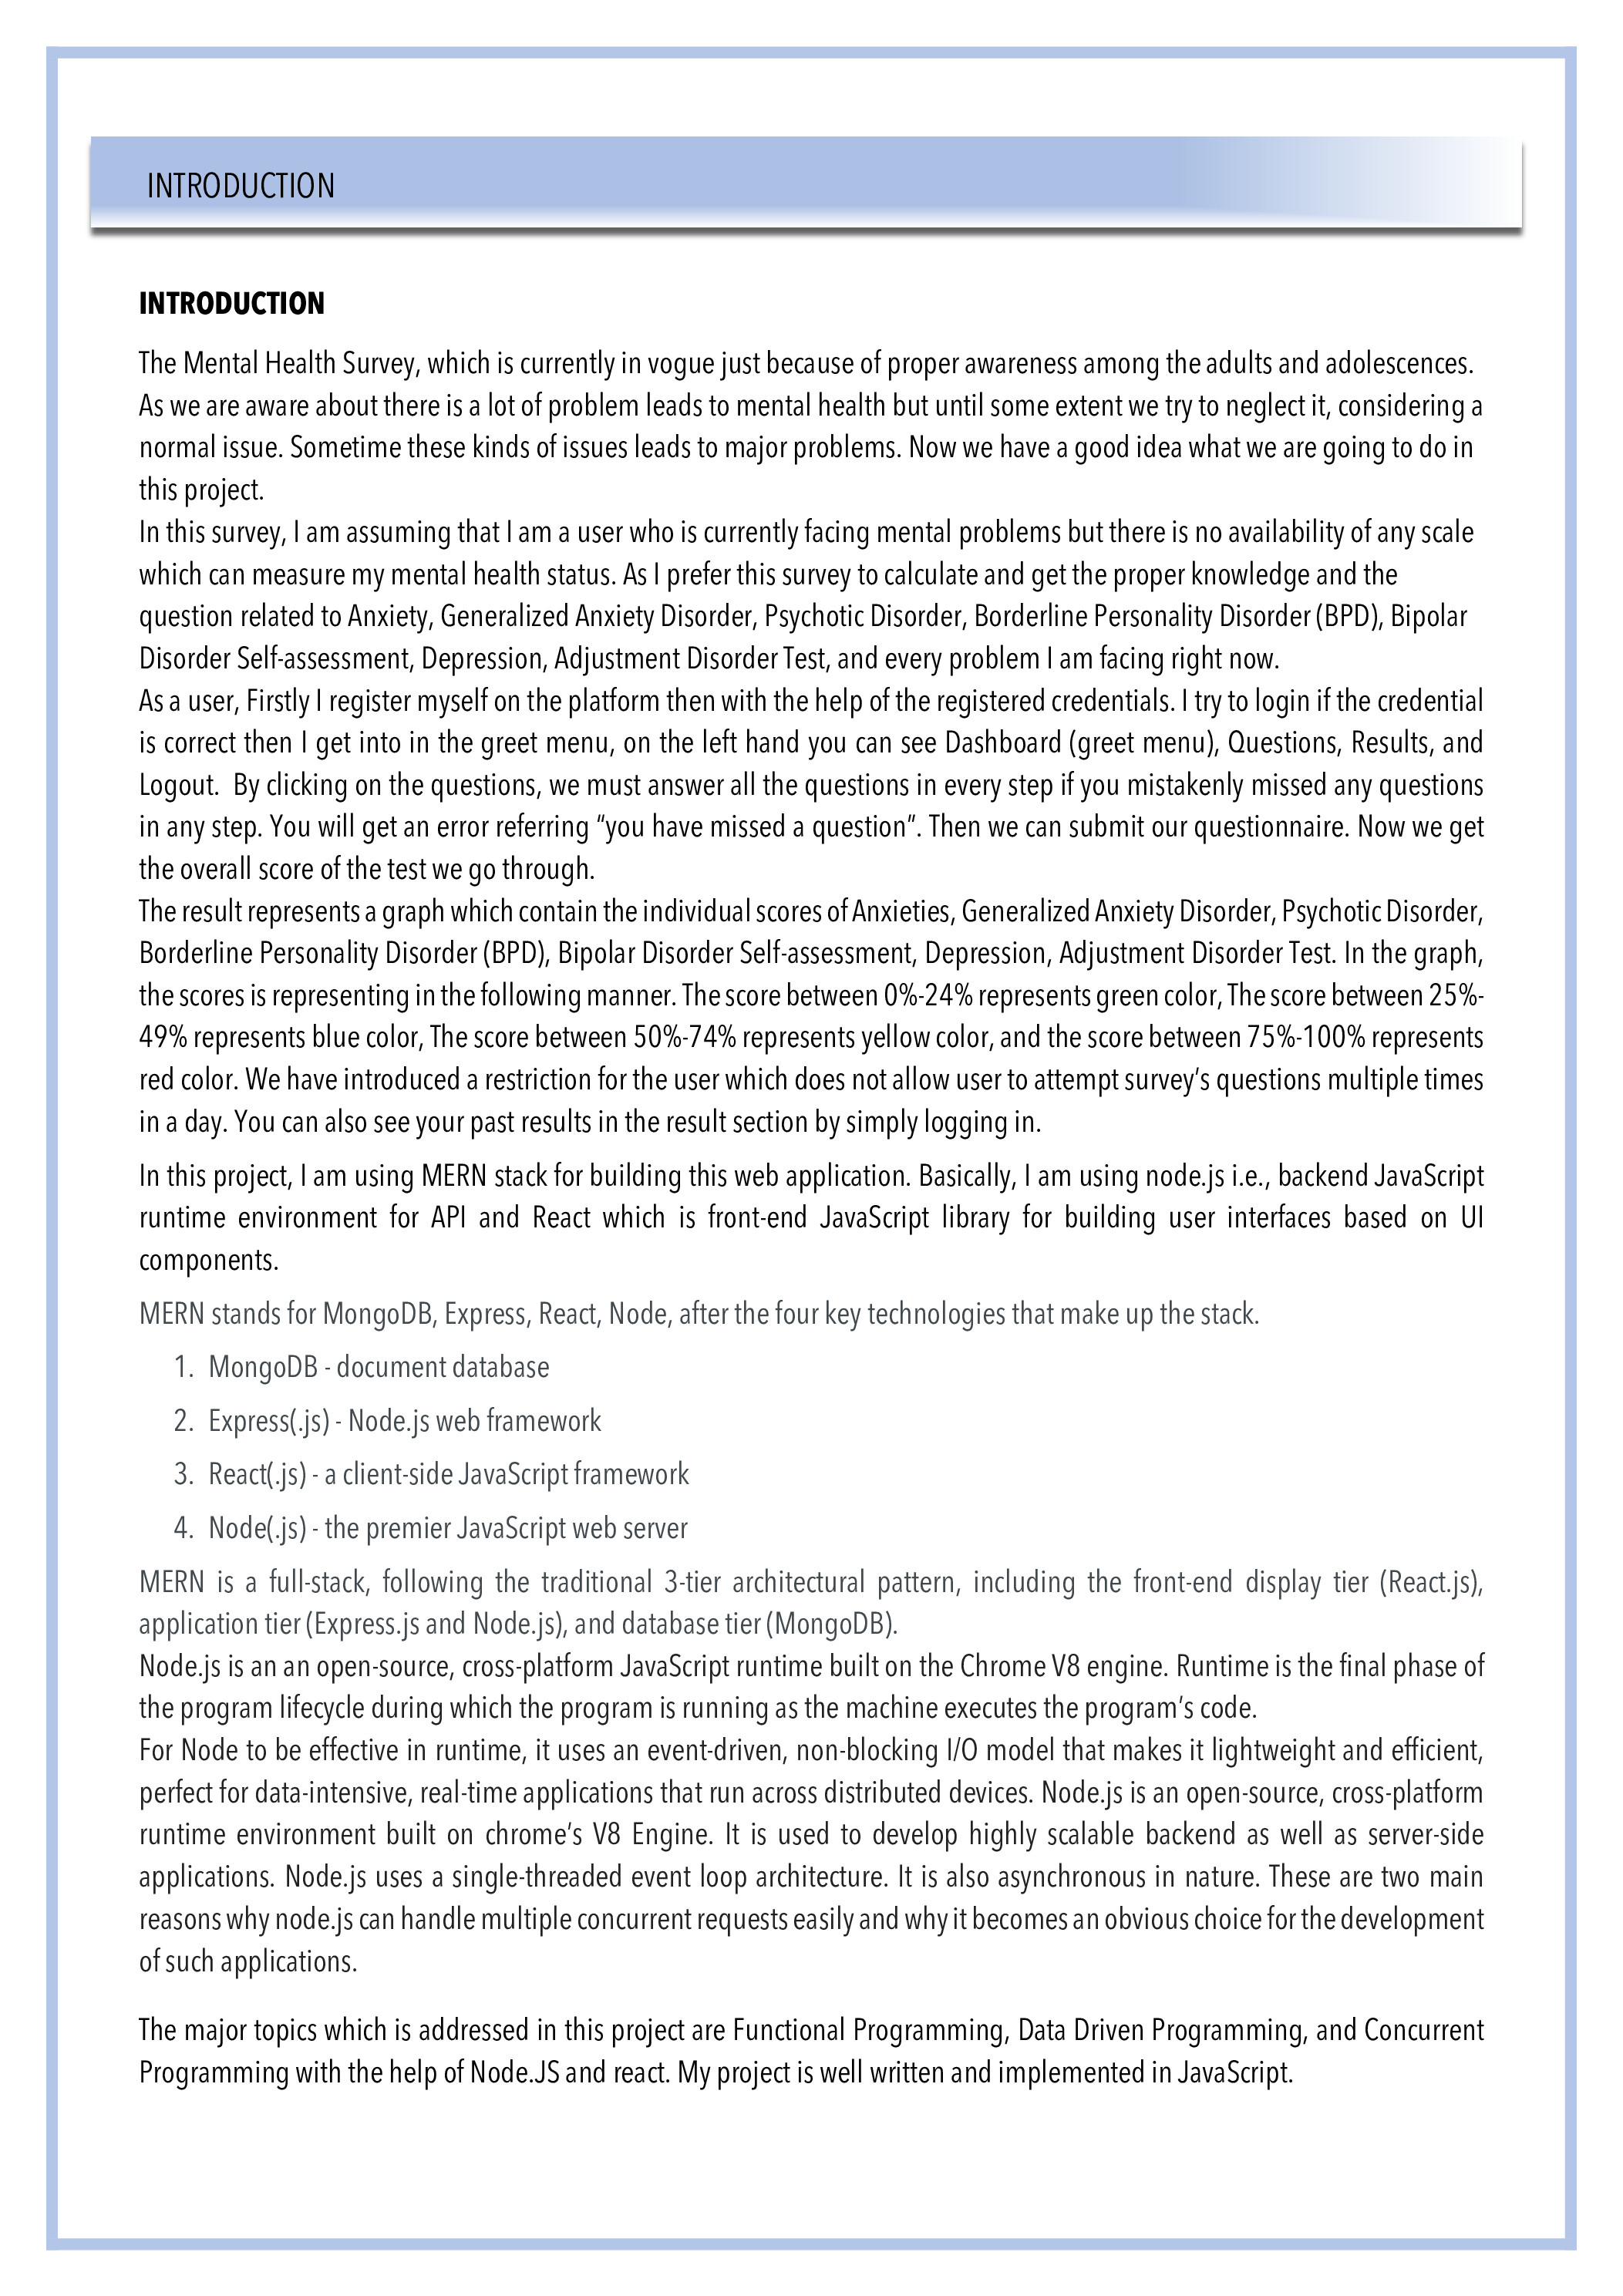 INTRODUCTION
INTRODUCTION
The Mental Health Survey, which is currently in vogue just because of proper awareness among the adults and adolescences.
As we are aware about there is a lot of problem leads to mental health but until some extent we try to neglect it, considering a
normal issue. Sometime these kinds of issues leads to major problems. Now we have a good idea what we are going to do in
this project.
In this survey, I am assuming that I am a user who is currently facing mental problems but there is no availability of any scale
which can measure my mental health status. As I prefer this survey to calculate and get the proper knowledge and the
question related to Anxiety, Generalized Anxiety Disorder, Psychotic Disorder, Borderline Personality Disorder (BPD), Bipolar
Disorder Self-assessment, Depression, Adjustment Disorder Test, and every problem I am facing right now.
As a user, Firstly I register myself on the platform then with the help of the registered credentials. I try to login if the credential
is correct then I get into in the greet menu, on the left hand you can see Dashboard (greet menu), Questions, Results, and
Logout. By clicking on the questions, we must answer all the questions in every step if you mistakenly missed any questions
in any step. You will get an error referring “you have missed a question”. Then we can submit our questionnaire. Now we get
the overall score of the test we go through.
The result represents a graph which contain the individual scores of Anxieties, Generalized Anxiety Disorder, Psychotic Disorder,
Borderline Personality Disorder (BPD), Bipolar Disorder Self-assessment, Depression, Adjustment Disorder Test. In the graph,
the scores is representing in the following manner. The score between 0%-24% represents green color, The score between 25%-
49% represents blue color, The score between 50%-74% represents yellow color, and the score between 75%-100% represents
red color. We have introduced a restriction for the user which does not allow user to attempt survey’s questions multiple times
in a day. You can also see your past results in the result section by simply logging in.
In this project, I am using MERN stack for building this web application. Basically, I am using node.js i.e., backend JavaScript
runtime environment for API and React which is front-end JavaScript library for building user interfaces based on UI
components.
MERN stands for MongoDB, Express, React, Node, after the four key technologies that make up the stack.
1. MongoDB - document database
2. Express(.js) - Node.js web framework
3. React(.js) - a client-side JavaScript framework
4. Node(.js) - the premier JavaScript web server
MERN is a full-stack, following the traditional 3-tier architectural pattern, including the front-end display tier (React.js),
application tier (Express.js and Node.js), and database tier (MongoDB).
Node.js is an an open-source, cross-platform JavaScript runtime built on the Chrome V8 engine. Runtime is the final phase of
the program lifecycle during which the program is running as the machine executes the program’s code.
For Node to be effective in runtime, it uses an event-driven, non-blocking I/O model that makes it lightweight and efficient,
perfect for data-intensive, real-time applications that run across distributed devices. Node.js is an open-source, cross-platform
runtime environment built on chrome’s V8 Engine. It is used to develop highly scalable backend as well as server-side
applications. Node.js uses a single-threaded event loop architecture. It is also asynchronous in nature. These are two main
reasons why node.js can handle multiple concurrent requests easily and why it becomes an obvious choice for the development
of such applications.
The major topics which is addressed in this project are Functional Programming, Data Driven Programming, and Concurrent
Programming with the help of Node.JS and react. My project is well written and implemented in JavaScript.